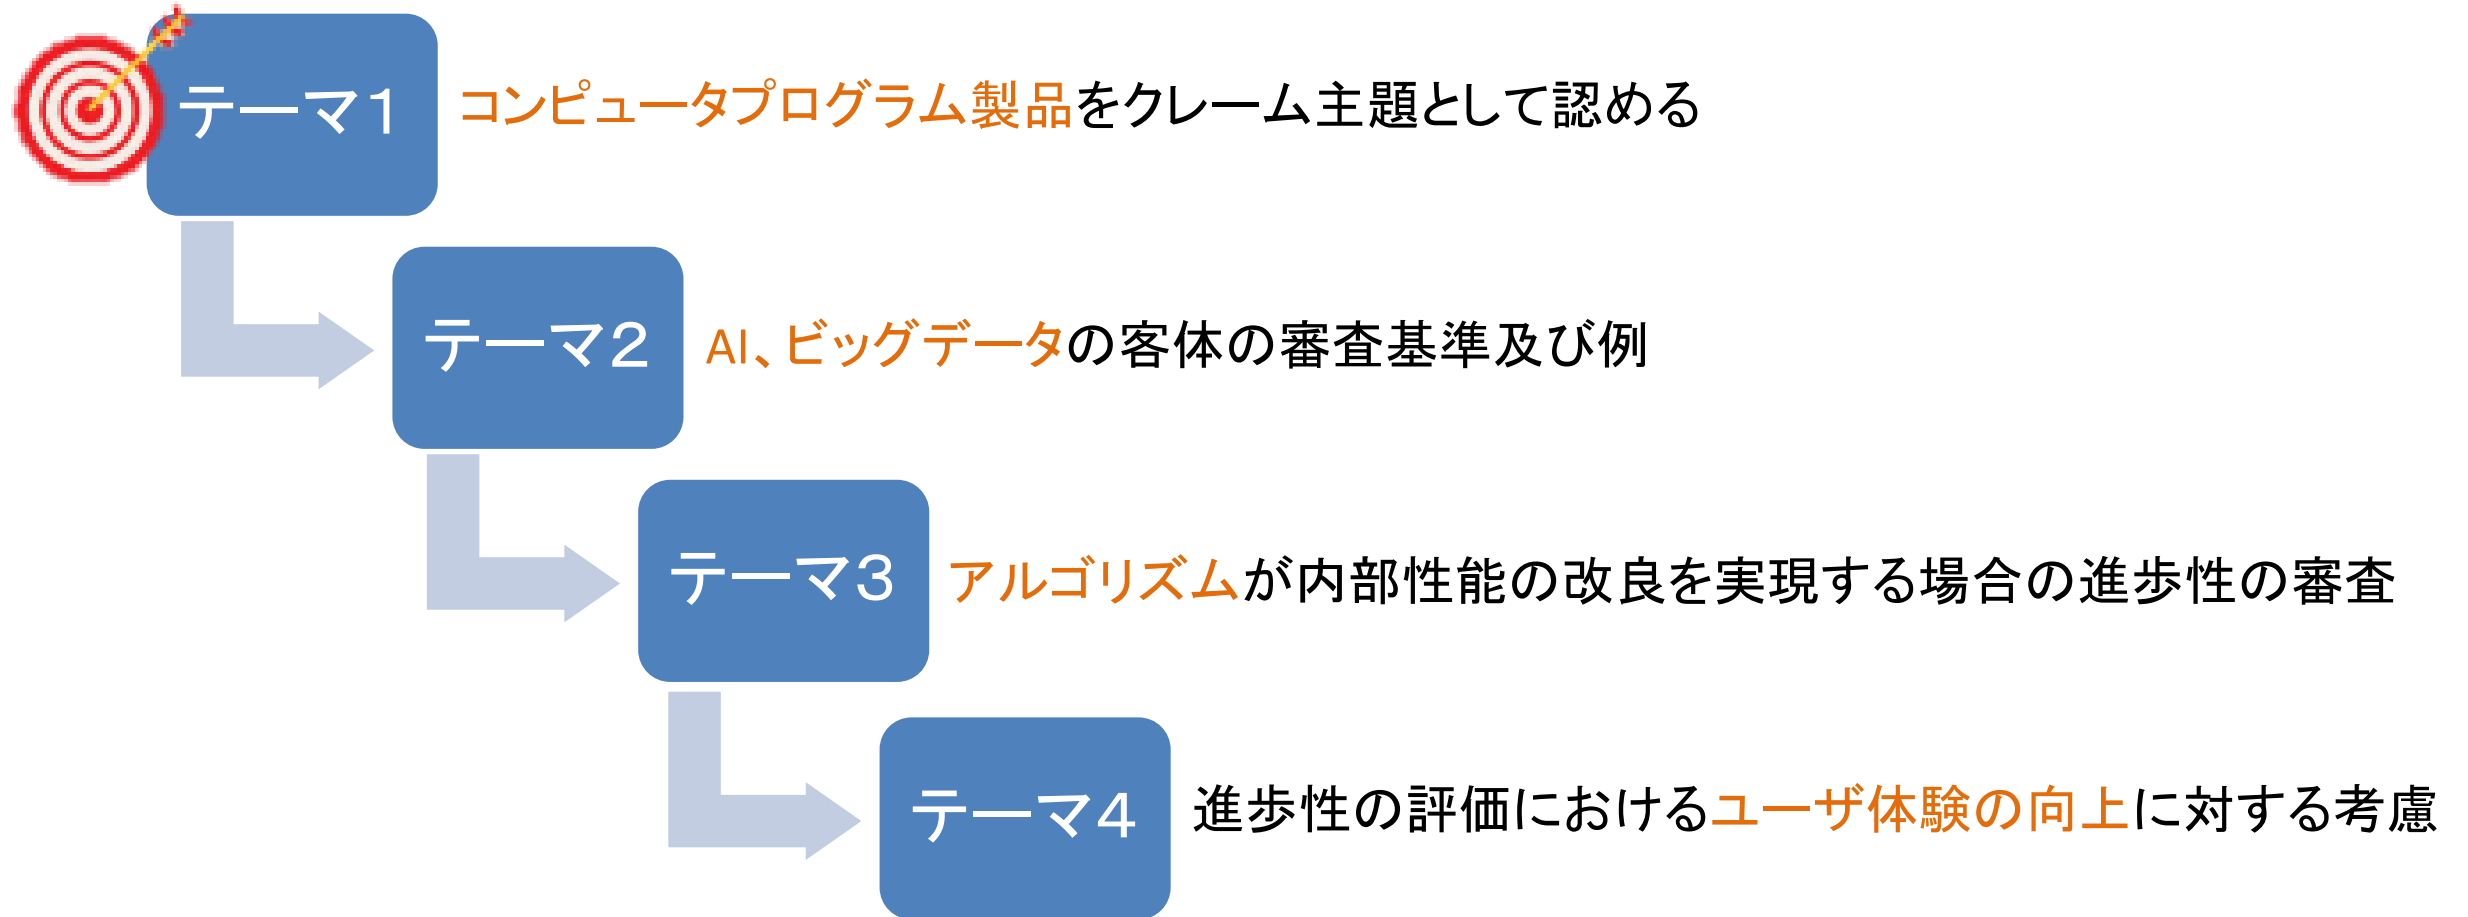 テーマ1
コンピュータプログラム製品をクレーム主題として認める
テーマ2
AI、ビッグデータの客体の審査基準及び例
テーマ3
アルゴリズムが内部性能の改良を実現する場合の進歩性の審査
テーマ4
進歩性の評価におけるユーザ体験の向上に対する考慮